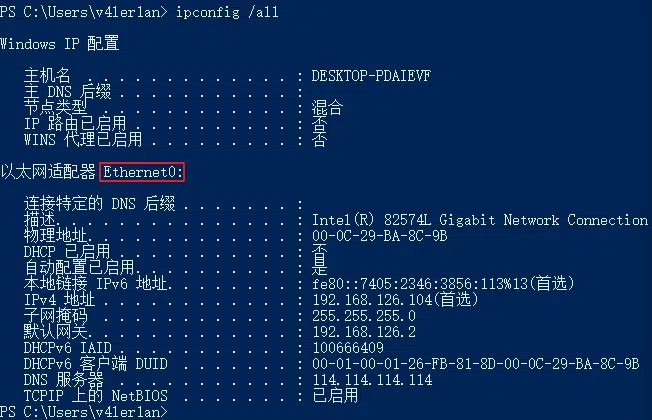 PS C:\Users\v4lerlan> ipconfig /all
Windows IP 配置
主机名 . . . . . . . . . . . . . : DESKTOP-PDAIEVF
主 DNS 后缀 . . . . . . . . . . . :
节点类型 . . . . . . . . . . . . : 混合
IP 路由已启用 . . . . . . . . . . : 否
WINS 代理已启用 . . . . . . . . . : 否
以太网适配器 Ethernet0:
连接特定的 DNS 后缀 . . . . . . . :
描述. . . . . . . . . . . . . . . : Intel(R) 82574L Gigabit Network Connection
物理地址. . . . . . . . . . . . . : 00-0C-29-BA-8C-9B
DHCP 已启用 . . . . . . . . . . . : 否
自动配置已启用. . . . . . . . . . : 是
本地链接 IPv6 地址. . . . . . . . : fe80::7405:2346:3856:113%13(首选)
IPv4 地址 . . . . . . . . . . . . : 192.168.126.104(首选)
子网掩码 . . . . . . . . . . . . : 255.255.255.0
默认网关. . . . . . . . . . . . . : 192.168.126.2
DHCPv6 IAID . . . . . . . . . . . : 100666409
DHCPv6 客户端 DUID . . . . . . . : 00-01-00-01-26-FB-81-8D-00-0C-29-BA-8C-9B
DNS 服务器 . . . . . . . . . . . : 114.114.114.114
TCPIP 上的 NetBIOS . . . . . . . : 已启用
PS C:\Users\v4lerlan>